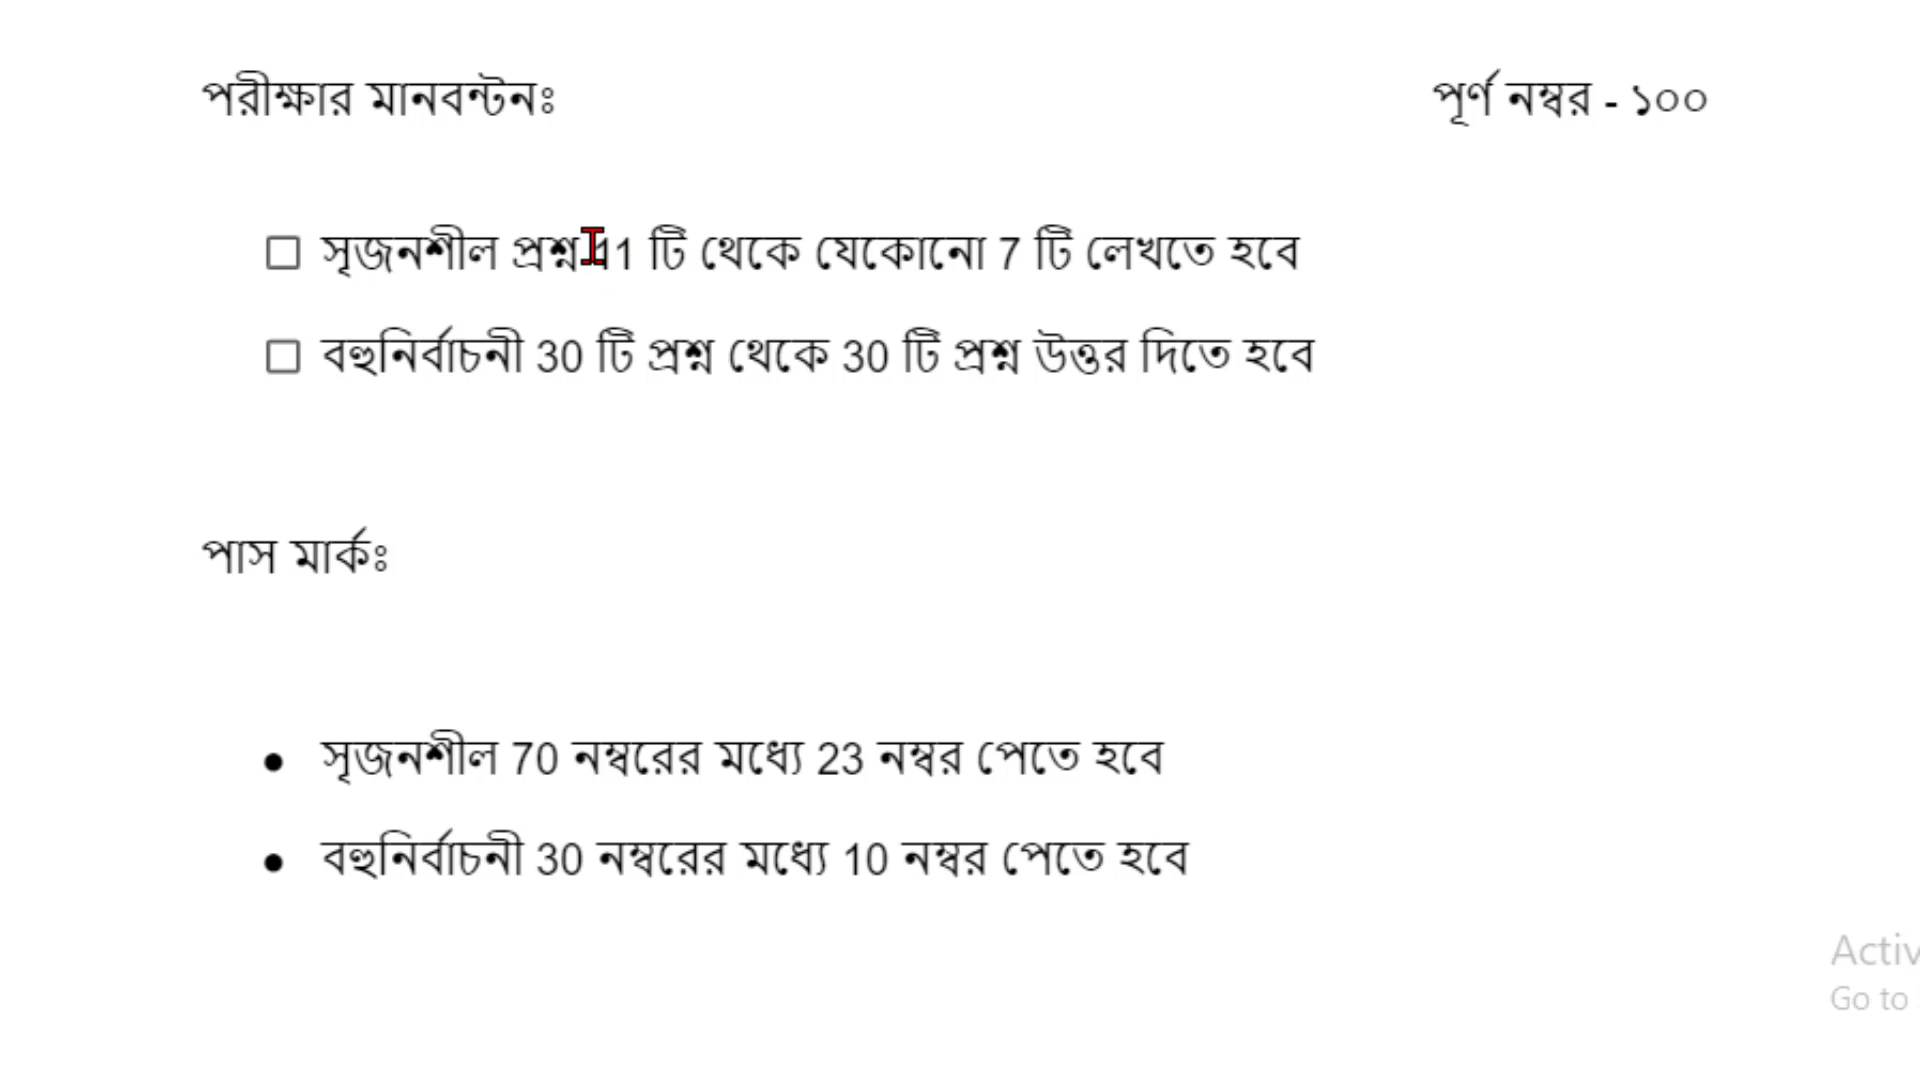 পরীক্ষার মানবন্টনঃ পূর্ণ নম্বর - ১০০
সৃজনশীল প্রশ্ন 11 টি থেকে যেকোনো 7 টি লেখতে হবে
বহুনির্বাচনী 30 টি প্রশ্ন থেকে 30 টি প্রশ্ন উত্তর দিতে হবে
পাস মার্কঃ
● সৃজনশীল 70 নম্বরের মধ্যে 23 নম্বর পেতে হবে
● বহুনির্বাচনী 30 নম্বরের মধ্যে 10 নম্বর পেতে হবে
Activ
Go to